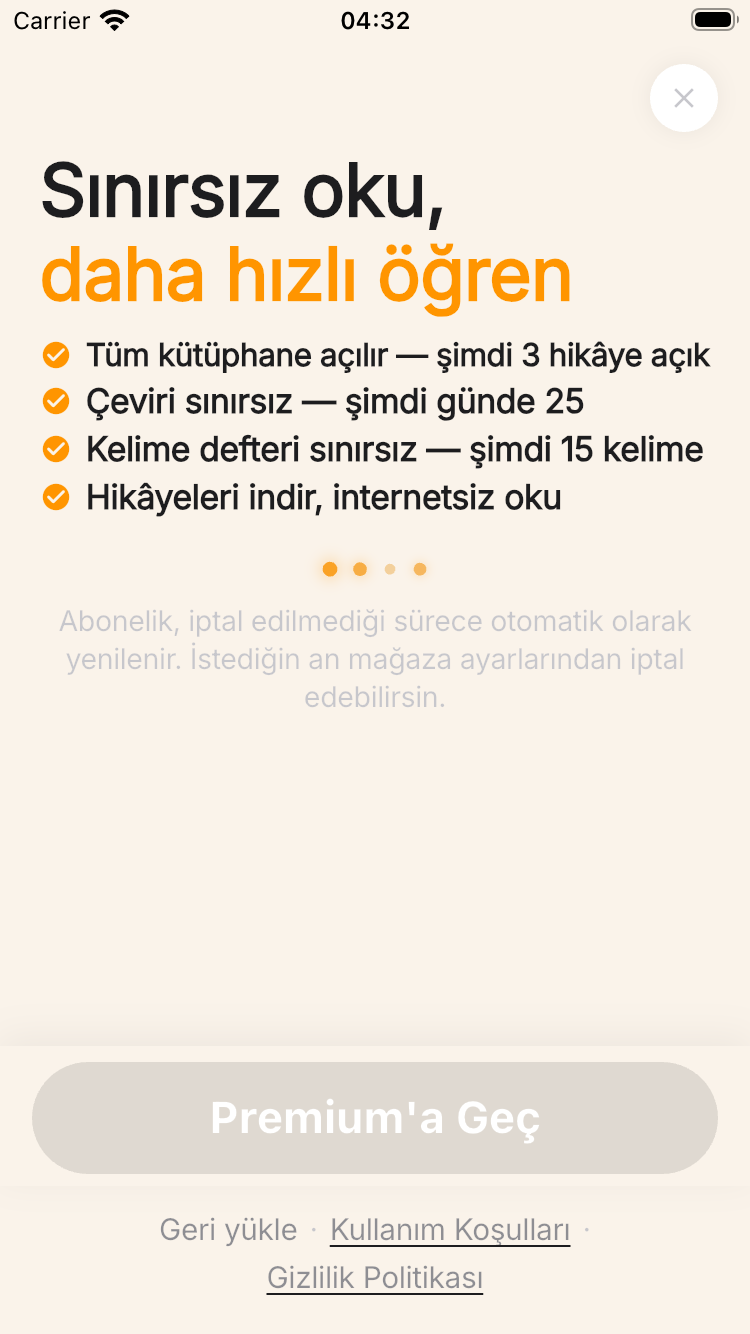 Carrier 04:32
Sınırsız oku,
daha hızlı öğren
Tüm kütüphane açılır — şimdi 3 hikâye açık
Çeviri sınırsız — şimdi günde 25
Kelime defteri sınırsız — şimdi 15 kelime
Hikâyeleri indir, internetsiz oku
Abonelik, iptal edilmediği sürece otomatik olarak
yenilenir. İstediğin an mağaza ayarlarından iptal
edebilirsin.
Premium'a Geç
Geri yükle · Kullanım Koşulları ·
Gizlilik Politikası